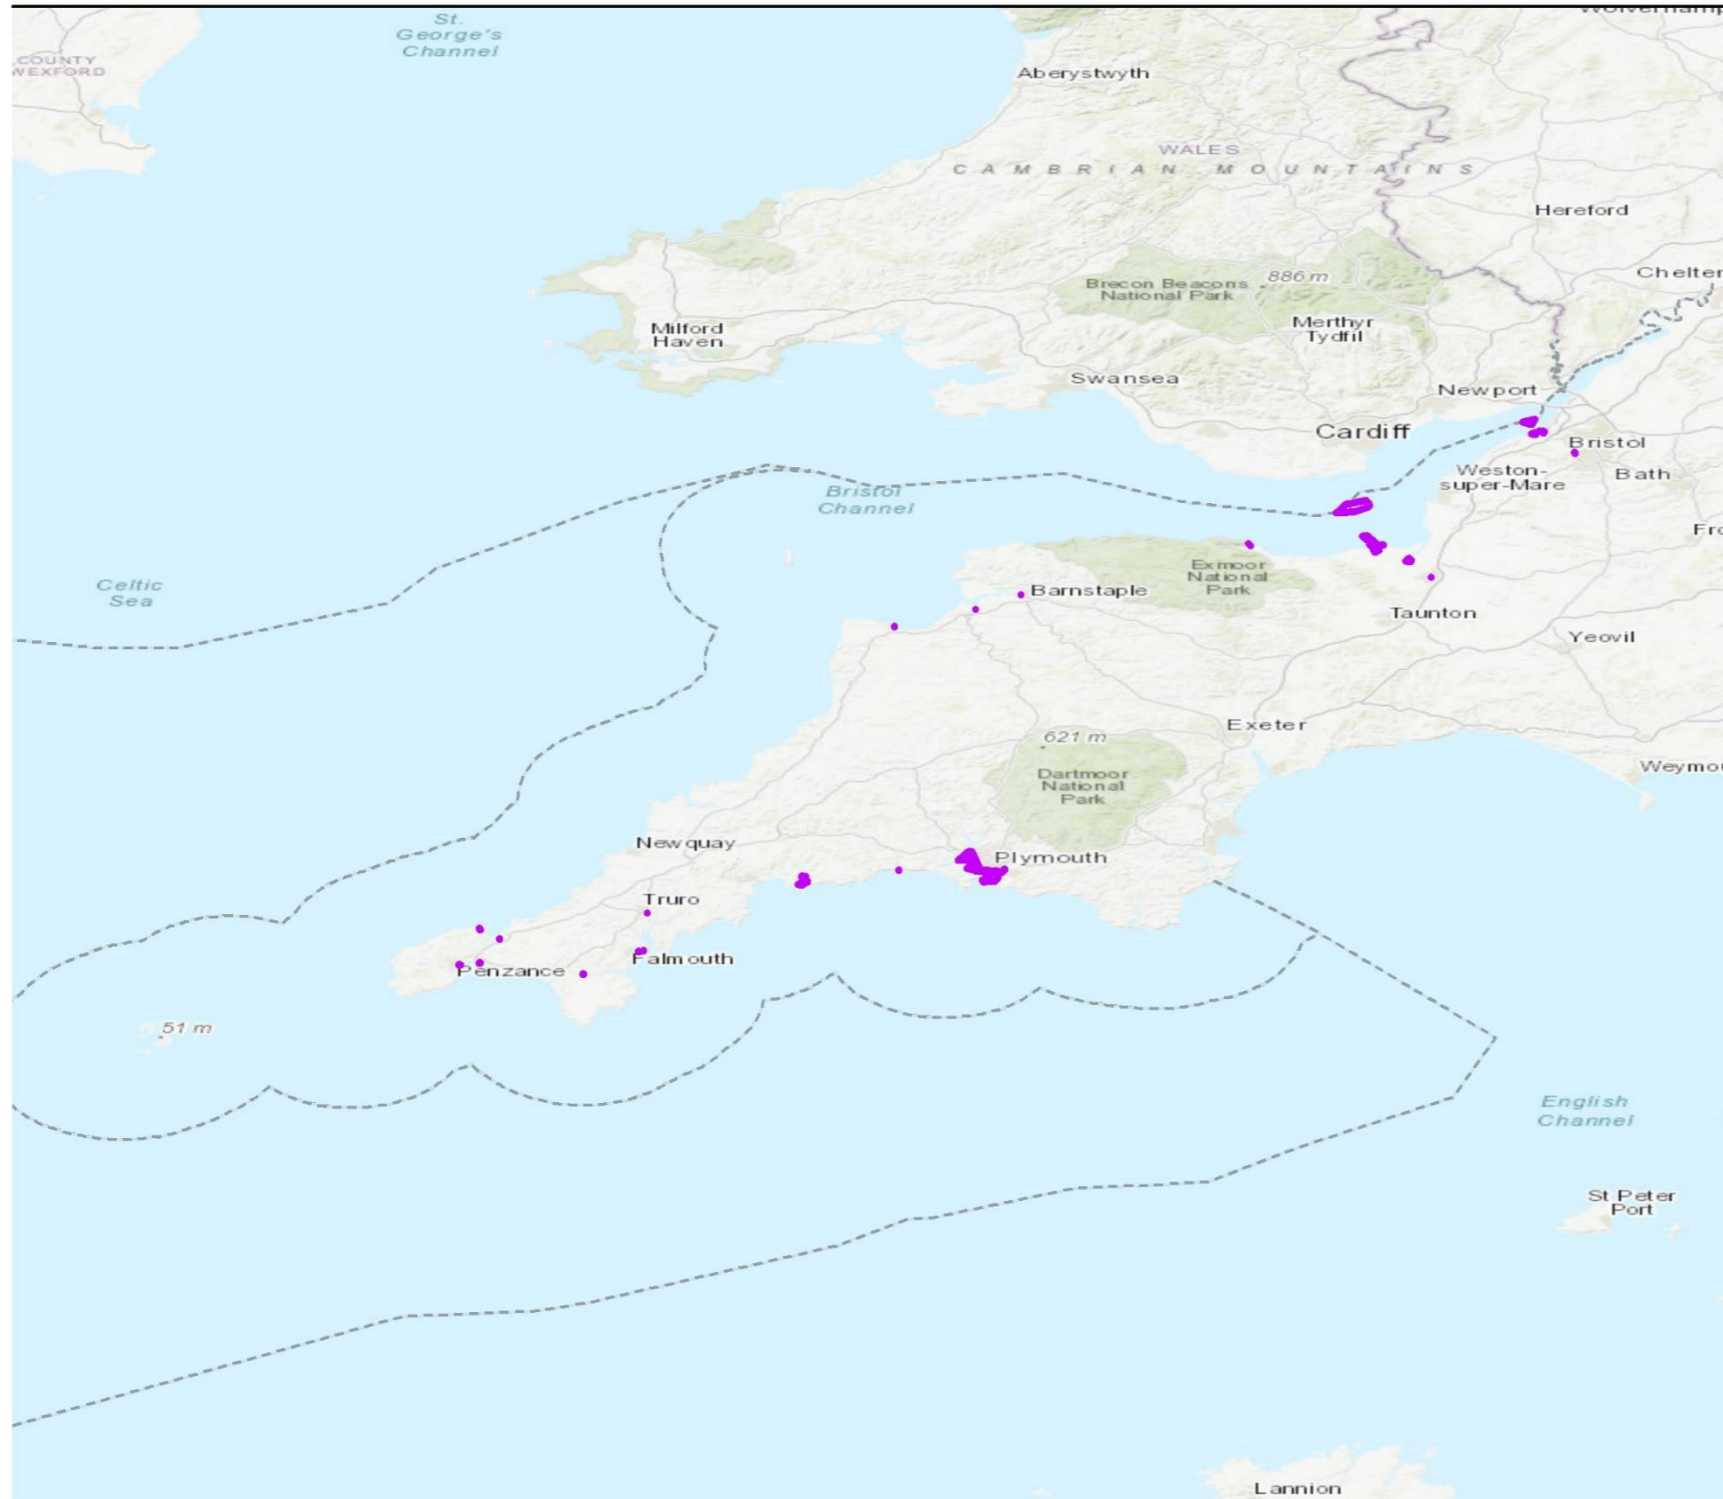 St.
George's
Channel
COUNTY
WEXFORD
Aberystwyth
WALES
CAMBRIAN MOUNTAINS
Hereford
Chelter
886 m
Brecon Beacons
National Park
Milford
Haven
Merthyr
Tydfil
Swansea
Newport
Cardiff
Bristol
Weston-
super-Mare
Bath
Bristol
Channel
Fro
Celtic
Sea
Exmoor
National
Park
Barnstaple
Taunton
Yeovil
Exeter
621 m
Dartmoor
National
Park
Weymou
Newquay
Plymouth
Truro
Falmouth
Penzance
51 m
English
Channel
St Peter
Port
Lannion